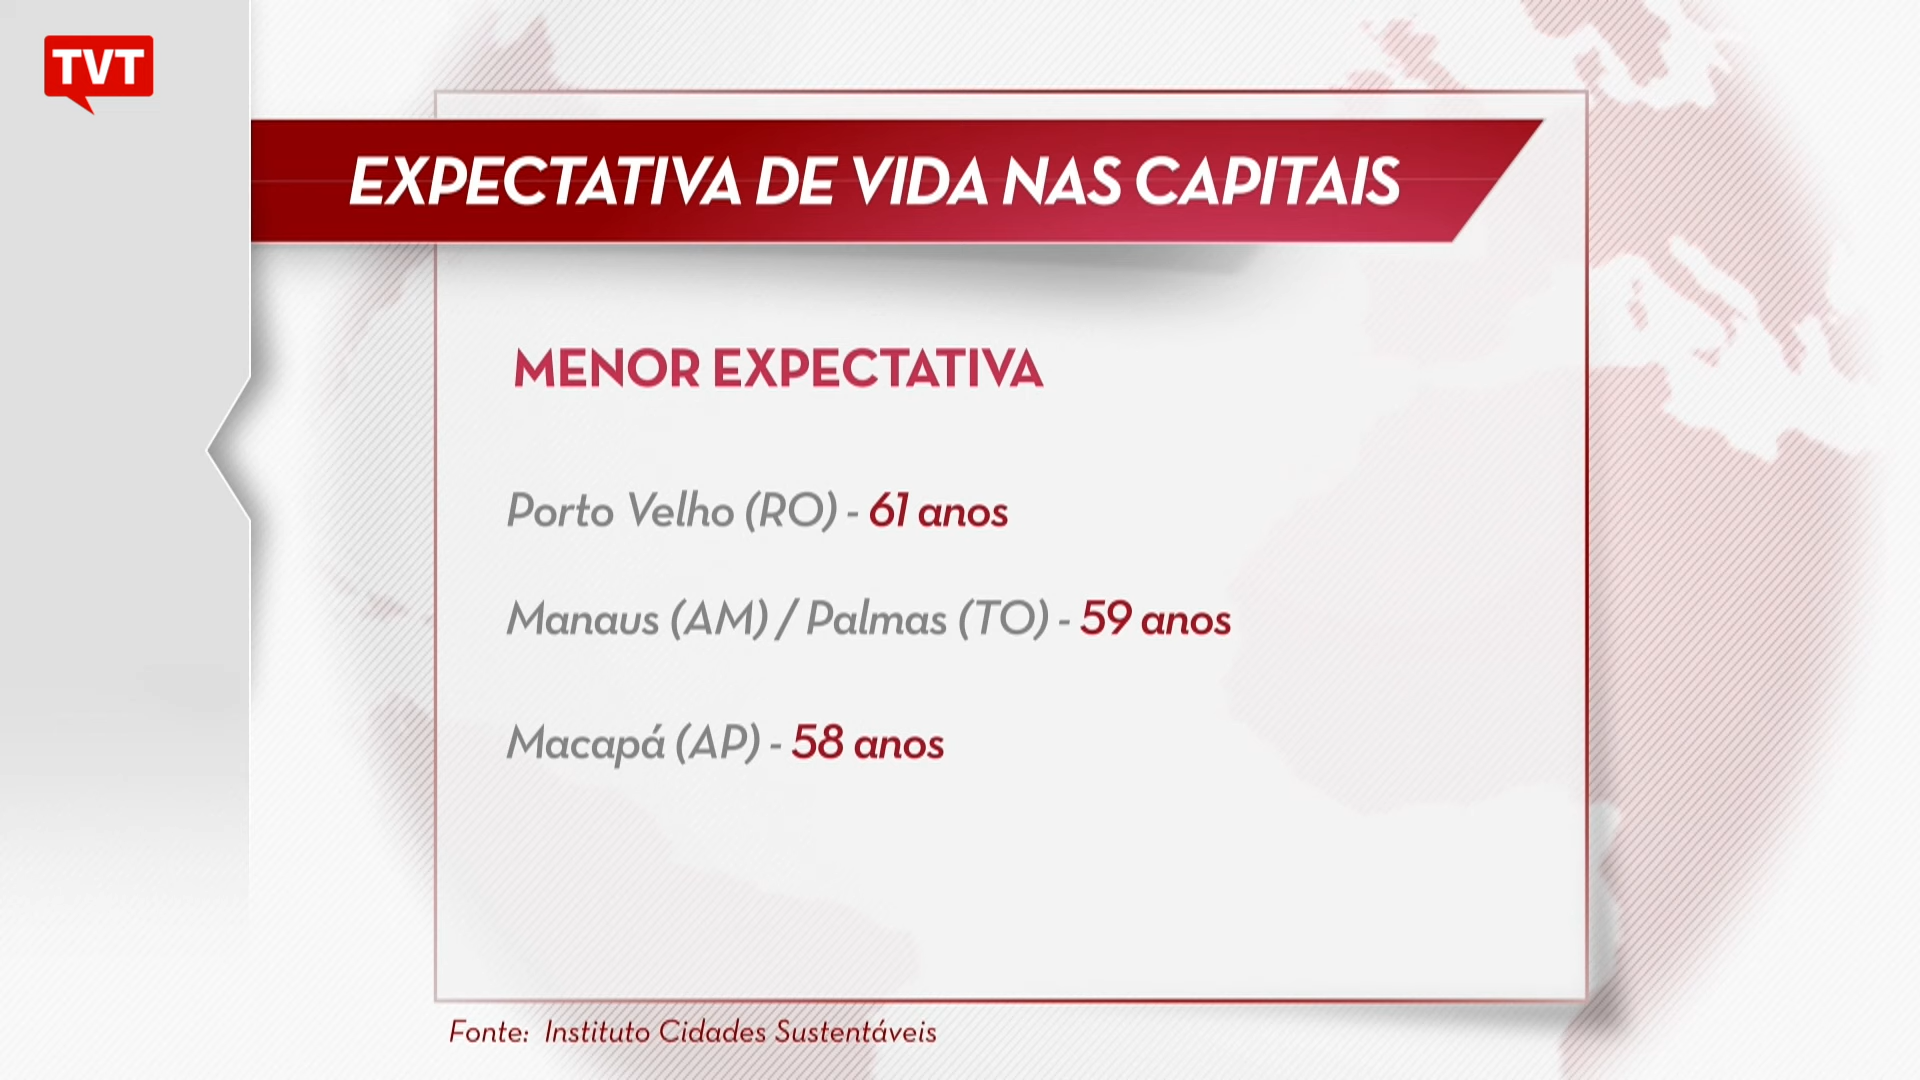 TVT
EXPECTATIVA DE VIDA NAS CAPITAIS
MENOR EXPECTATIVA
Porto Velho (RO) - 61 anos
Manaus (AM) / Palmas (TO) - 59 anos
Macapá (AP) - 58 anos
Fonte: Instituto Cidades Sustentáveis